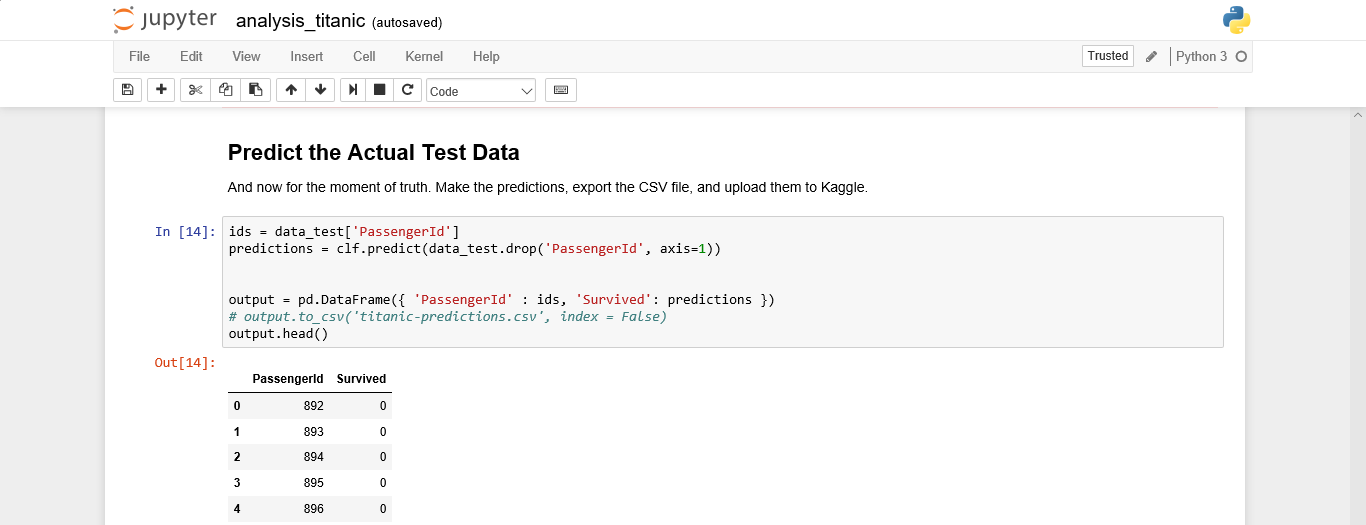 jupyter analysis_titanic (autosaved)
File Edit View Insert Cell Kernel Help Trusted Python 3
Code
Predict the Actual Test Data
And now for the moment of truth. Make the predictions, export the CSV file, and upload them to Kaggle.
In [14]: ids = data_test['PassengerId']
predictions = clf.predict(data_test.drop('PassengerId', axis=1))
output = pd.DataFrame({ 'PassengerId' : ids, 'Survived': predictions })
# output.to_csv('titanic-predictions.csv', index = False)
output.head()
Out[14]:
PassengerId Survived
0 892 0
1 893 0
2 894 0
3 895 0
4 896 0